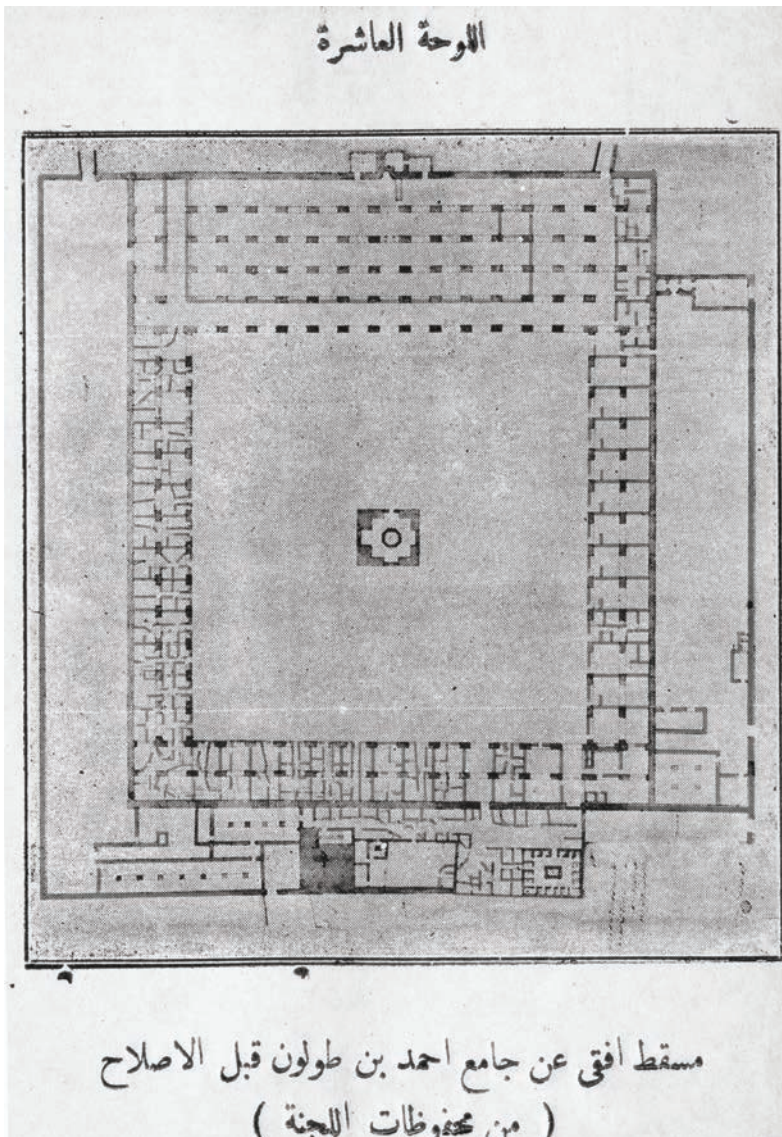 اللوحة العاشرة
مسقط افقى عن جامع احمد بن طولون قبل الاصلاح
( من محفوظات اللجنة )